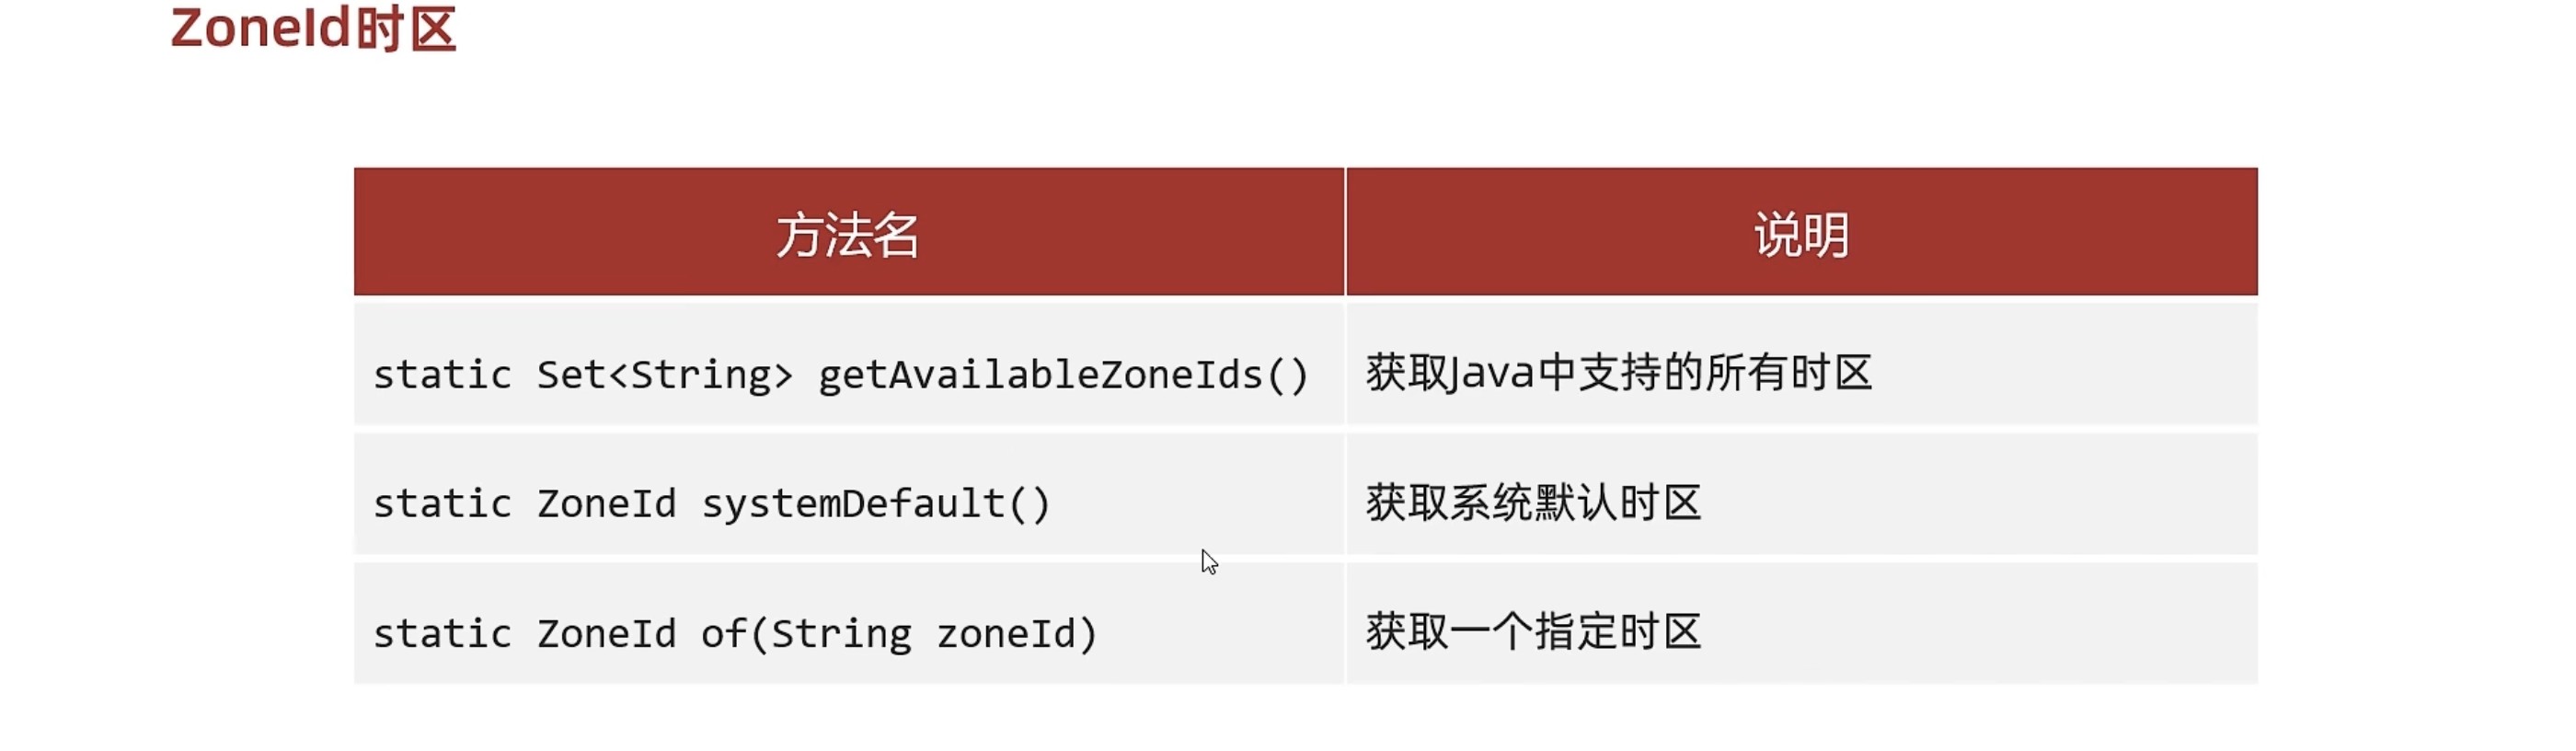 ZoneId时区
方法名 说明
static Set<String> getAvailableZoneIds() 获取Java中支持的所有时区
static ZoneId systemDefault() 获取系统默认时区
static ZoneId of(String zoneId) 获取一个指定时区